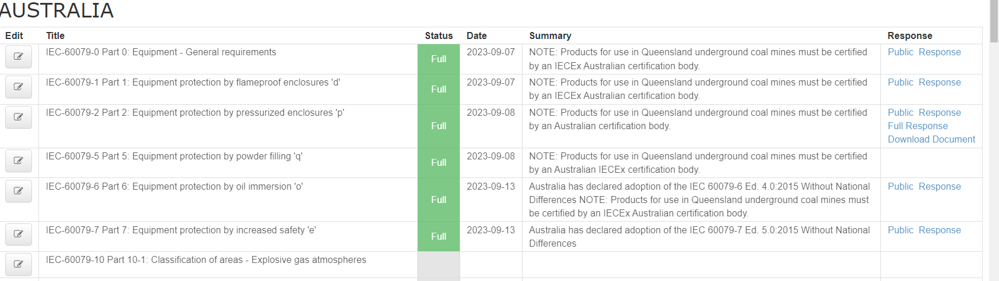 AUSTRALIA
Edit Title Status Date Summary Response
IEC-60079-0 Part 0: Equipment - General requirements Full 2023-09-07 NOTE: Products for use in Queensland underground coal mines must be certified Public Response
by an IECEx Australian certification body.
IEC-60079-1 Part 1: Equipment protection by flameproof enclosures 'd' Full 2023-09-07 NOTE: Products for use in Queensland underground coal mines must be certified Public Response
by an IECEx Australian certification body.
IEC-60079-2 Part 2: Equipment protection by pressurized enclosures 'p' Full 2023-09-08 NOTE: Products for use in Queensland underground coal mines must be certified Public Response
by an Australian certification body. Full Response
Download Document
IEC-60079-5 Part 5: Equipment protection by powder filling 'q' Full 2023-09-08 NOTE: Products for use in Queensland underground coal mines must be certified
by an Australian IECEx certification body.
IEC-60079-6 Part 6: Equipment protection by oil immersion 'o' Full 2023-09-13 Australia has declared adoption of the IEC 60079-6 Ed. 4.0:2015 Without National Public Response
Differences NOTE: Products for use in Queensland underground coal mines must
be certified by an IECEx Australian certification body.
IEC-60079-7 Part 7: Equipment protection by increased safety 'e' Full 2023-09-13 Australia has declared adoption of the IEC 60079-7 Ed. 5.0:2015 Without National Public Response
Differences
IEC-60079-10 Part 10-1: Classification of areas - Explosive gas atmospheres